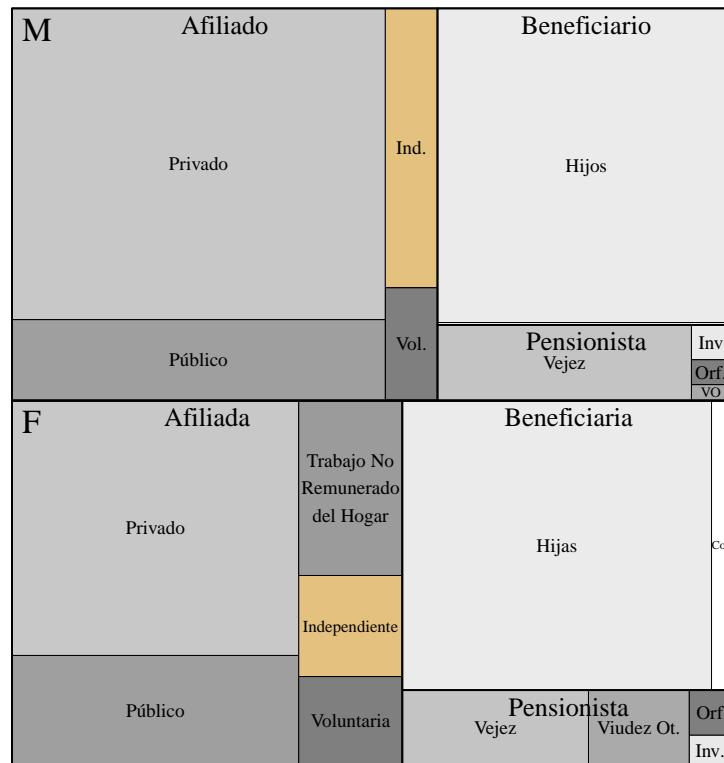 M
Afiliado
Beneficiario
Privado
Ind.
Hijos
Público
Vol.
Pensionista
Vejez
Inv
Orf.
VO
F
Afiliada
Beneficiaria
Trabajo No
Remunerado
del Hogar
Privado
Hijas
Co
Independiente
Público
Voluntaria
Pensionista
Vejez
Viudez Ot.
Orf
Inv.